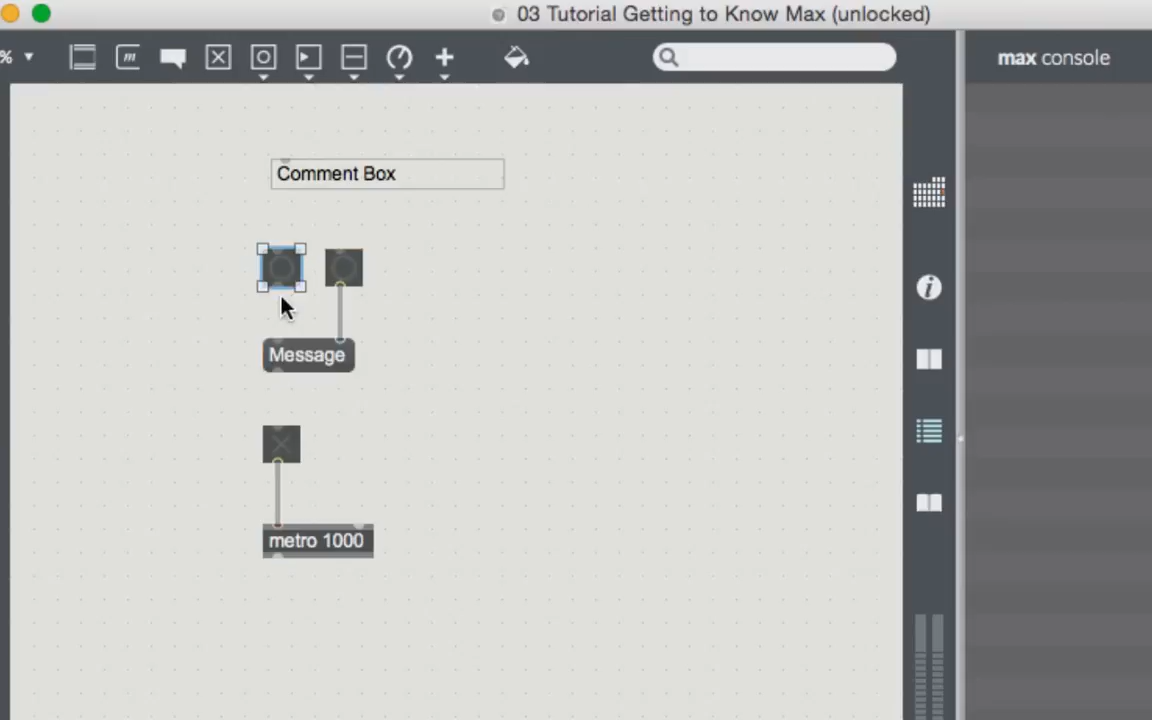 03 Tutorial Getting to Know Max (unlocked)
%
m
max console
Comment Box
Message
metro 1000